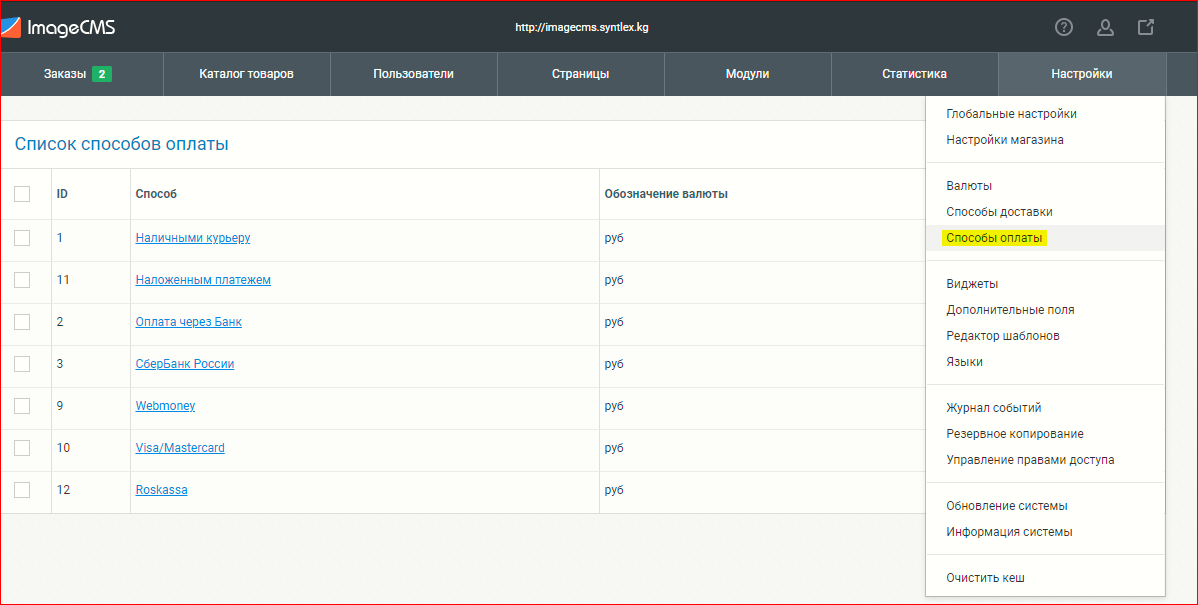 ImageCMS
http://imagecms.syntlex.kg
Заказы 2 Каталог товаров Пользователи Страницы Модули Статистика Настройки
Список способов оплаты
ID Способ Обозначение валюты
1 Наличными курьеру руб
11 Наложенным платежем руб
2 Оплата через Банк руб
3 СберБанк России руб
9 Webmoney руб
10 Visa/Mastercard руб
12 Roskassa руб
Глобальные настройки
Настройки магазина
Валюты
Способы доставки
Способы оплаты
Виджеты
Дополнительные поля
Редактор шаблонов
Языки
Журнал событий
Резервное копирование
Управление правами доступа
Обновление системы
Информация системы
Очистить кеш